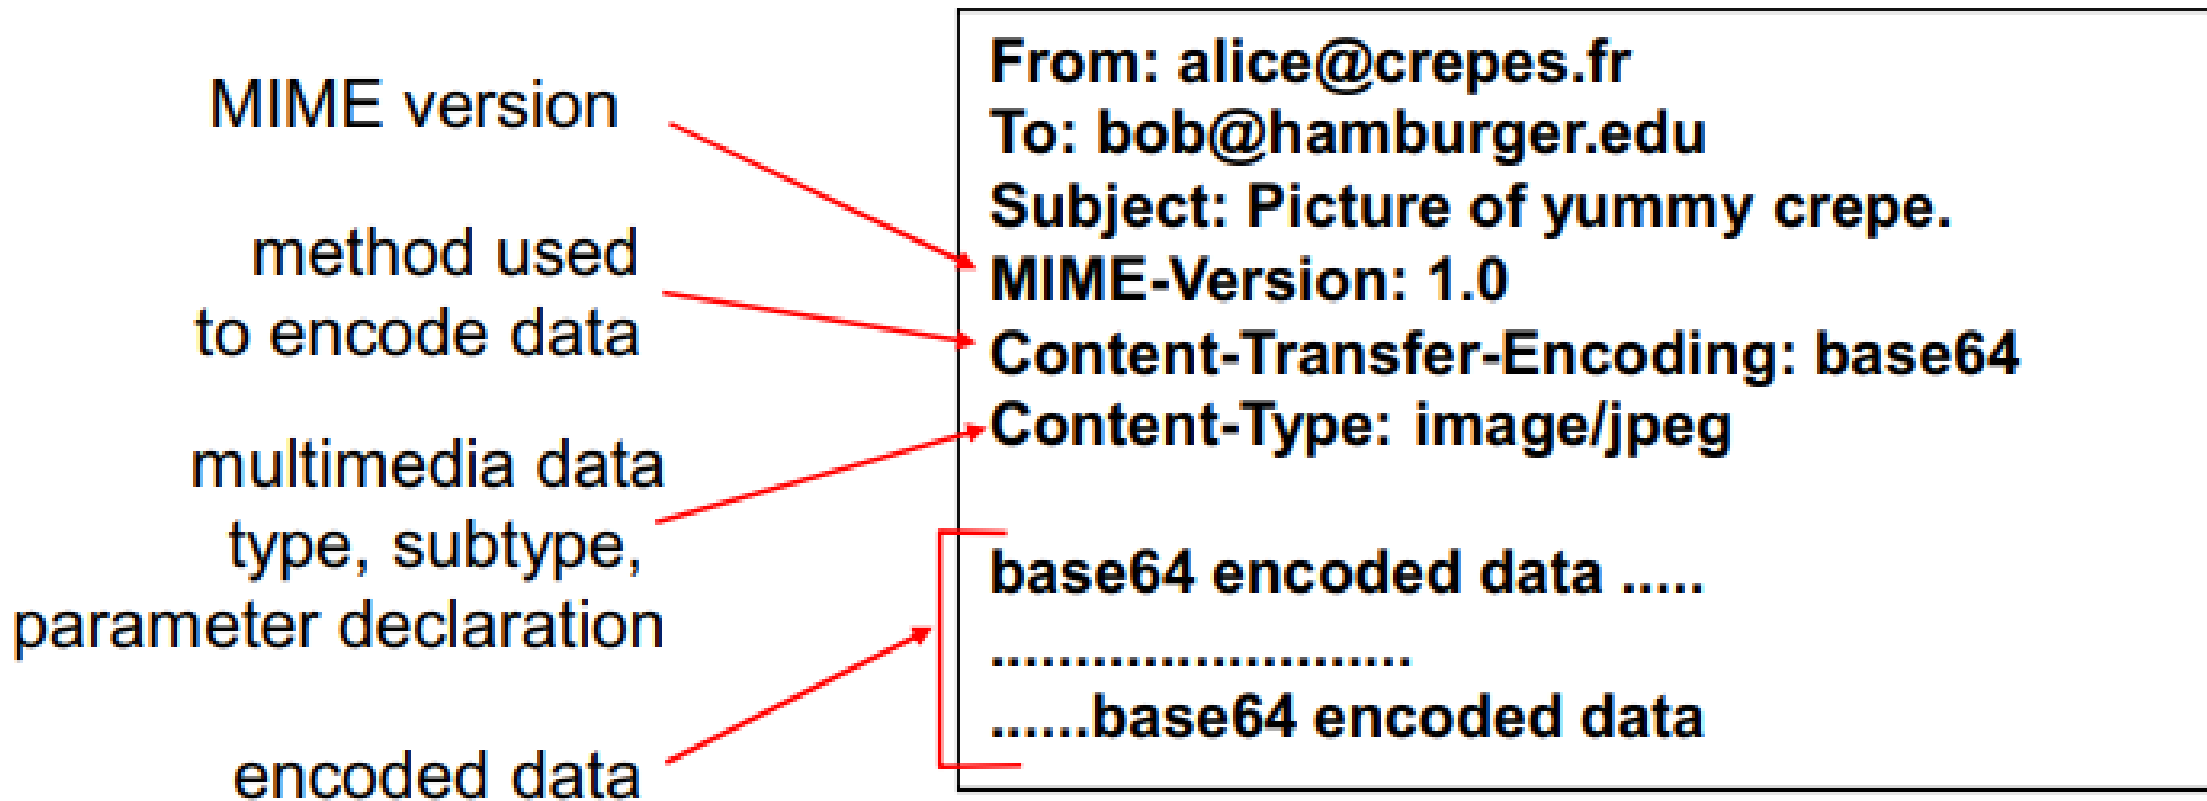 MIME version
method used
to encode data
multimedia data
type, subtype,
parameter declaration
encoded data
From: alice@crepes.fr
To: bob@hamburger.edu
Subject: Picture of yummy crepe.
MIME-Version: 1.0
Content-Transfer-Encoding: base64
Content-Type: image/jpeg
base64 encoded data .....
.........................
......base64 encoded data